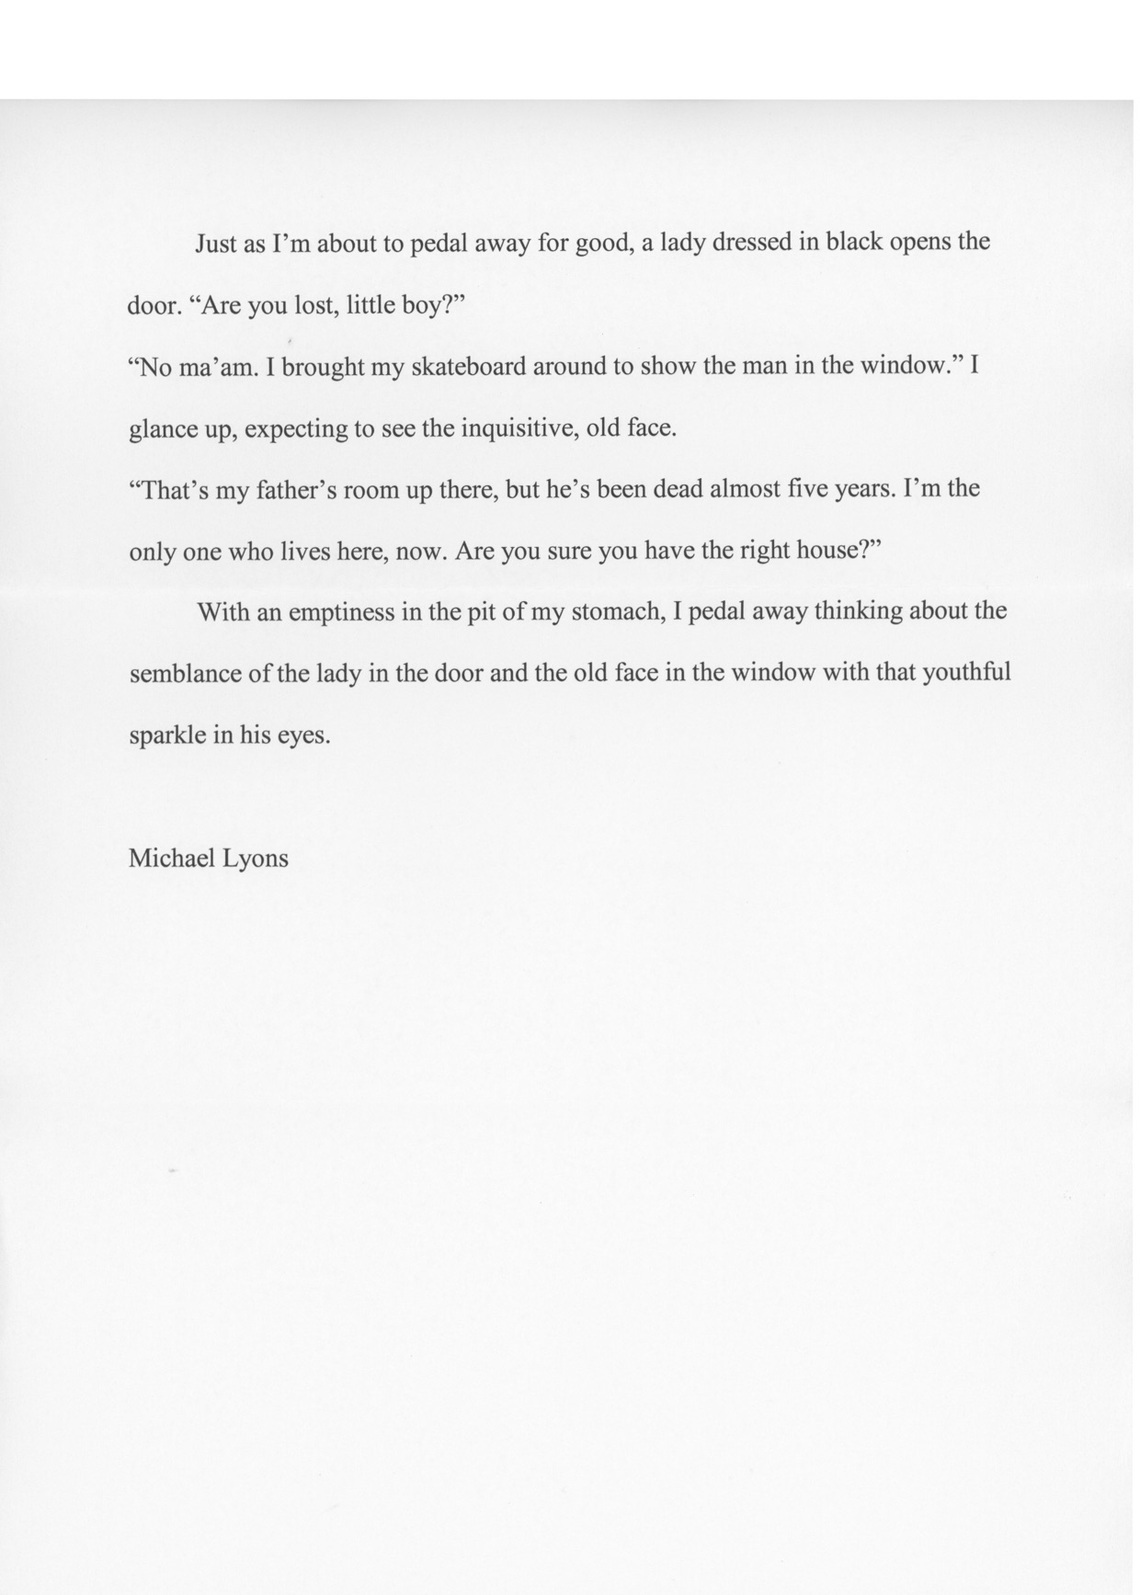 Just as I’m about to pedal away for good, a lady dressed in black opens the
door. “Are you lost, little boy?”
“No ma’am. I brought my skateboard around to show the man in the window.” I
glance up, expecting to see the inquisitive, old face.
“That’s my father’s room up there, but he’s been dead almost five years. I’m the
only one who lives here, now. Are you sure you have the right house?”
With an emptiness in the pit of my stomach, I pedal away thinking about the
semblance of the lady in the door and the old face in the window with that youthful
sparkle in his eyes.
Michael Lyons